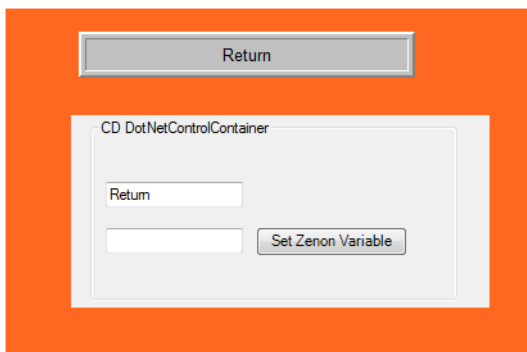 Return
CD DotNetControlContainer
Return
Set Zenon Variable